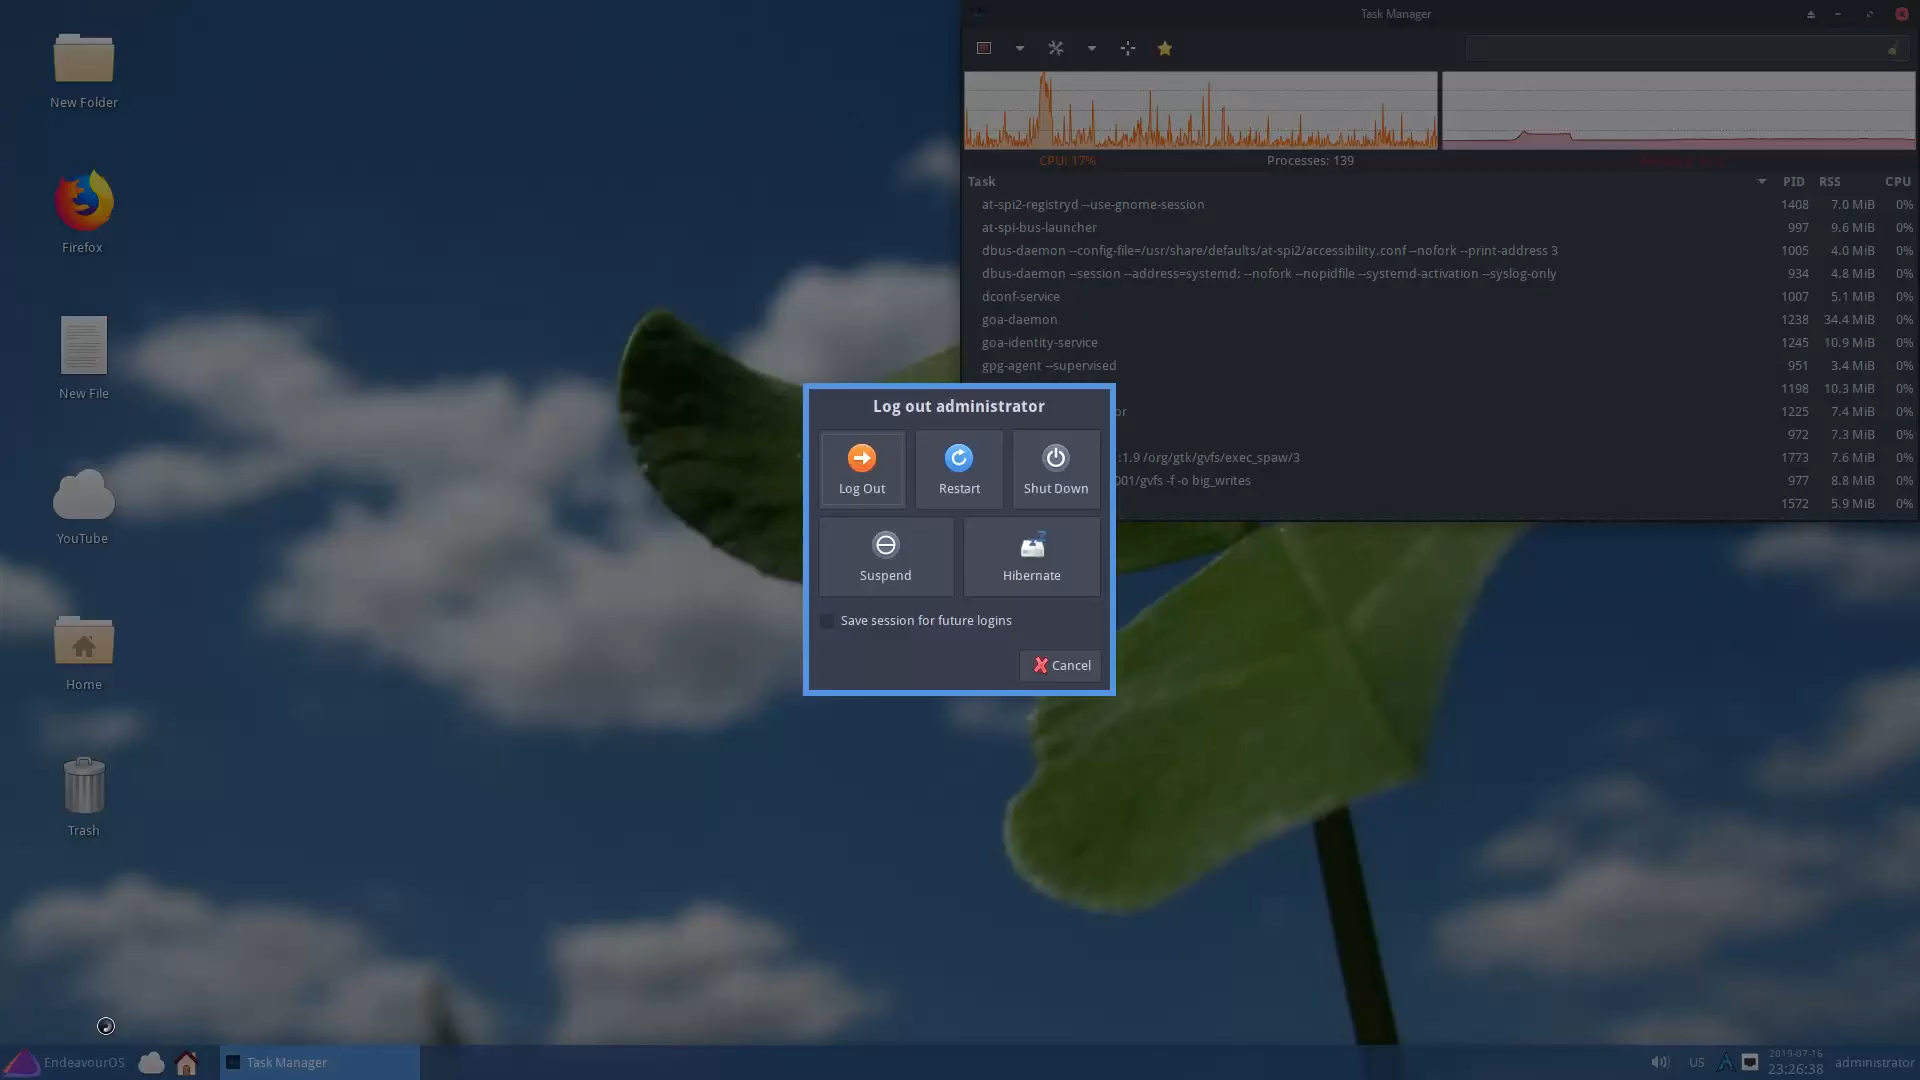 New Folder
Firefox
New File
YouTube
Home
Trash
Task Manager
CPU: 17%
Processes: 139
Task PID RSS CPU
at-spi2-registryd --use-gnome-session 1408 7.0 MiB 0%
at-spi-bus-launcher 997 9.6 MiB 0%
dbus-daemon --config-file=/usr/share/defaults/at-spi2/accessibility.conf --nofork --print-address 3 1005 4.0 MiB 0%
dbus-daemon --session --address=systemd: --nofork --nopidfile --systemd-activation --syslog-only 934 4.8 MiB 0%
dconf-service 1007 5.1 MiB 0%
goa-daemon 1238 34.4 MiB 0%
goa-identity-service 1245 10.9 MiB 0%
gpg-agent --supervised 951 3.4 MiB 0%
1198 10.3 MiB 0%
or 1225 7.4 MiB 0%
972 7.3 MiB 0%
:1.9 /org/gtk/gvfs/exec_spaw/3 1773 7.6 MiB 0%
001/gvfs -f -o big_writes 977 8.8 MiB 0%
1572 5.9 MiB 0%
Log out administrator
Log Out
Restart
Shut Down
Suspend
Hibernate
Save session for future logins
Cancel
EndeavourOS
Task Manager
US
2019-07-16
23:26:38
administrator